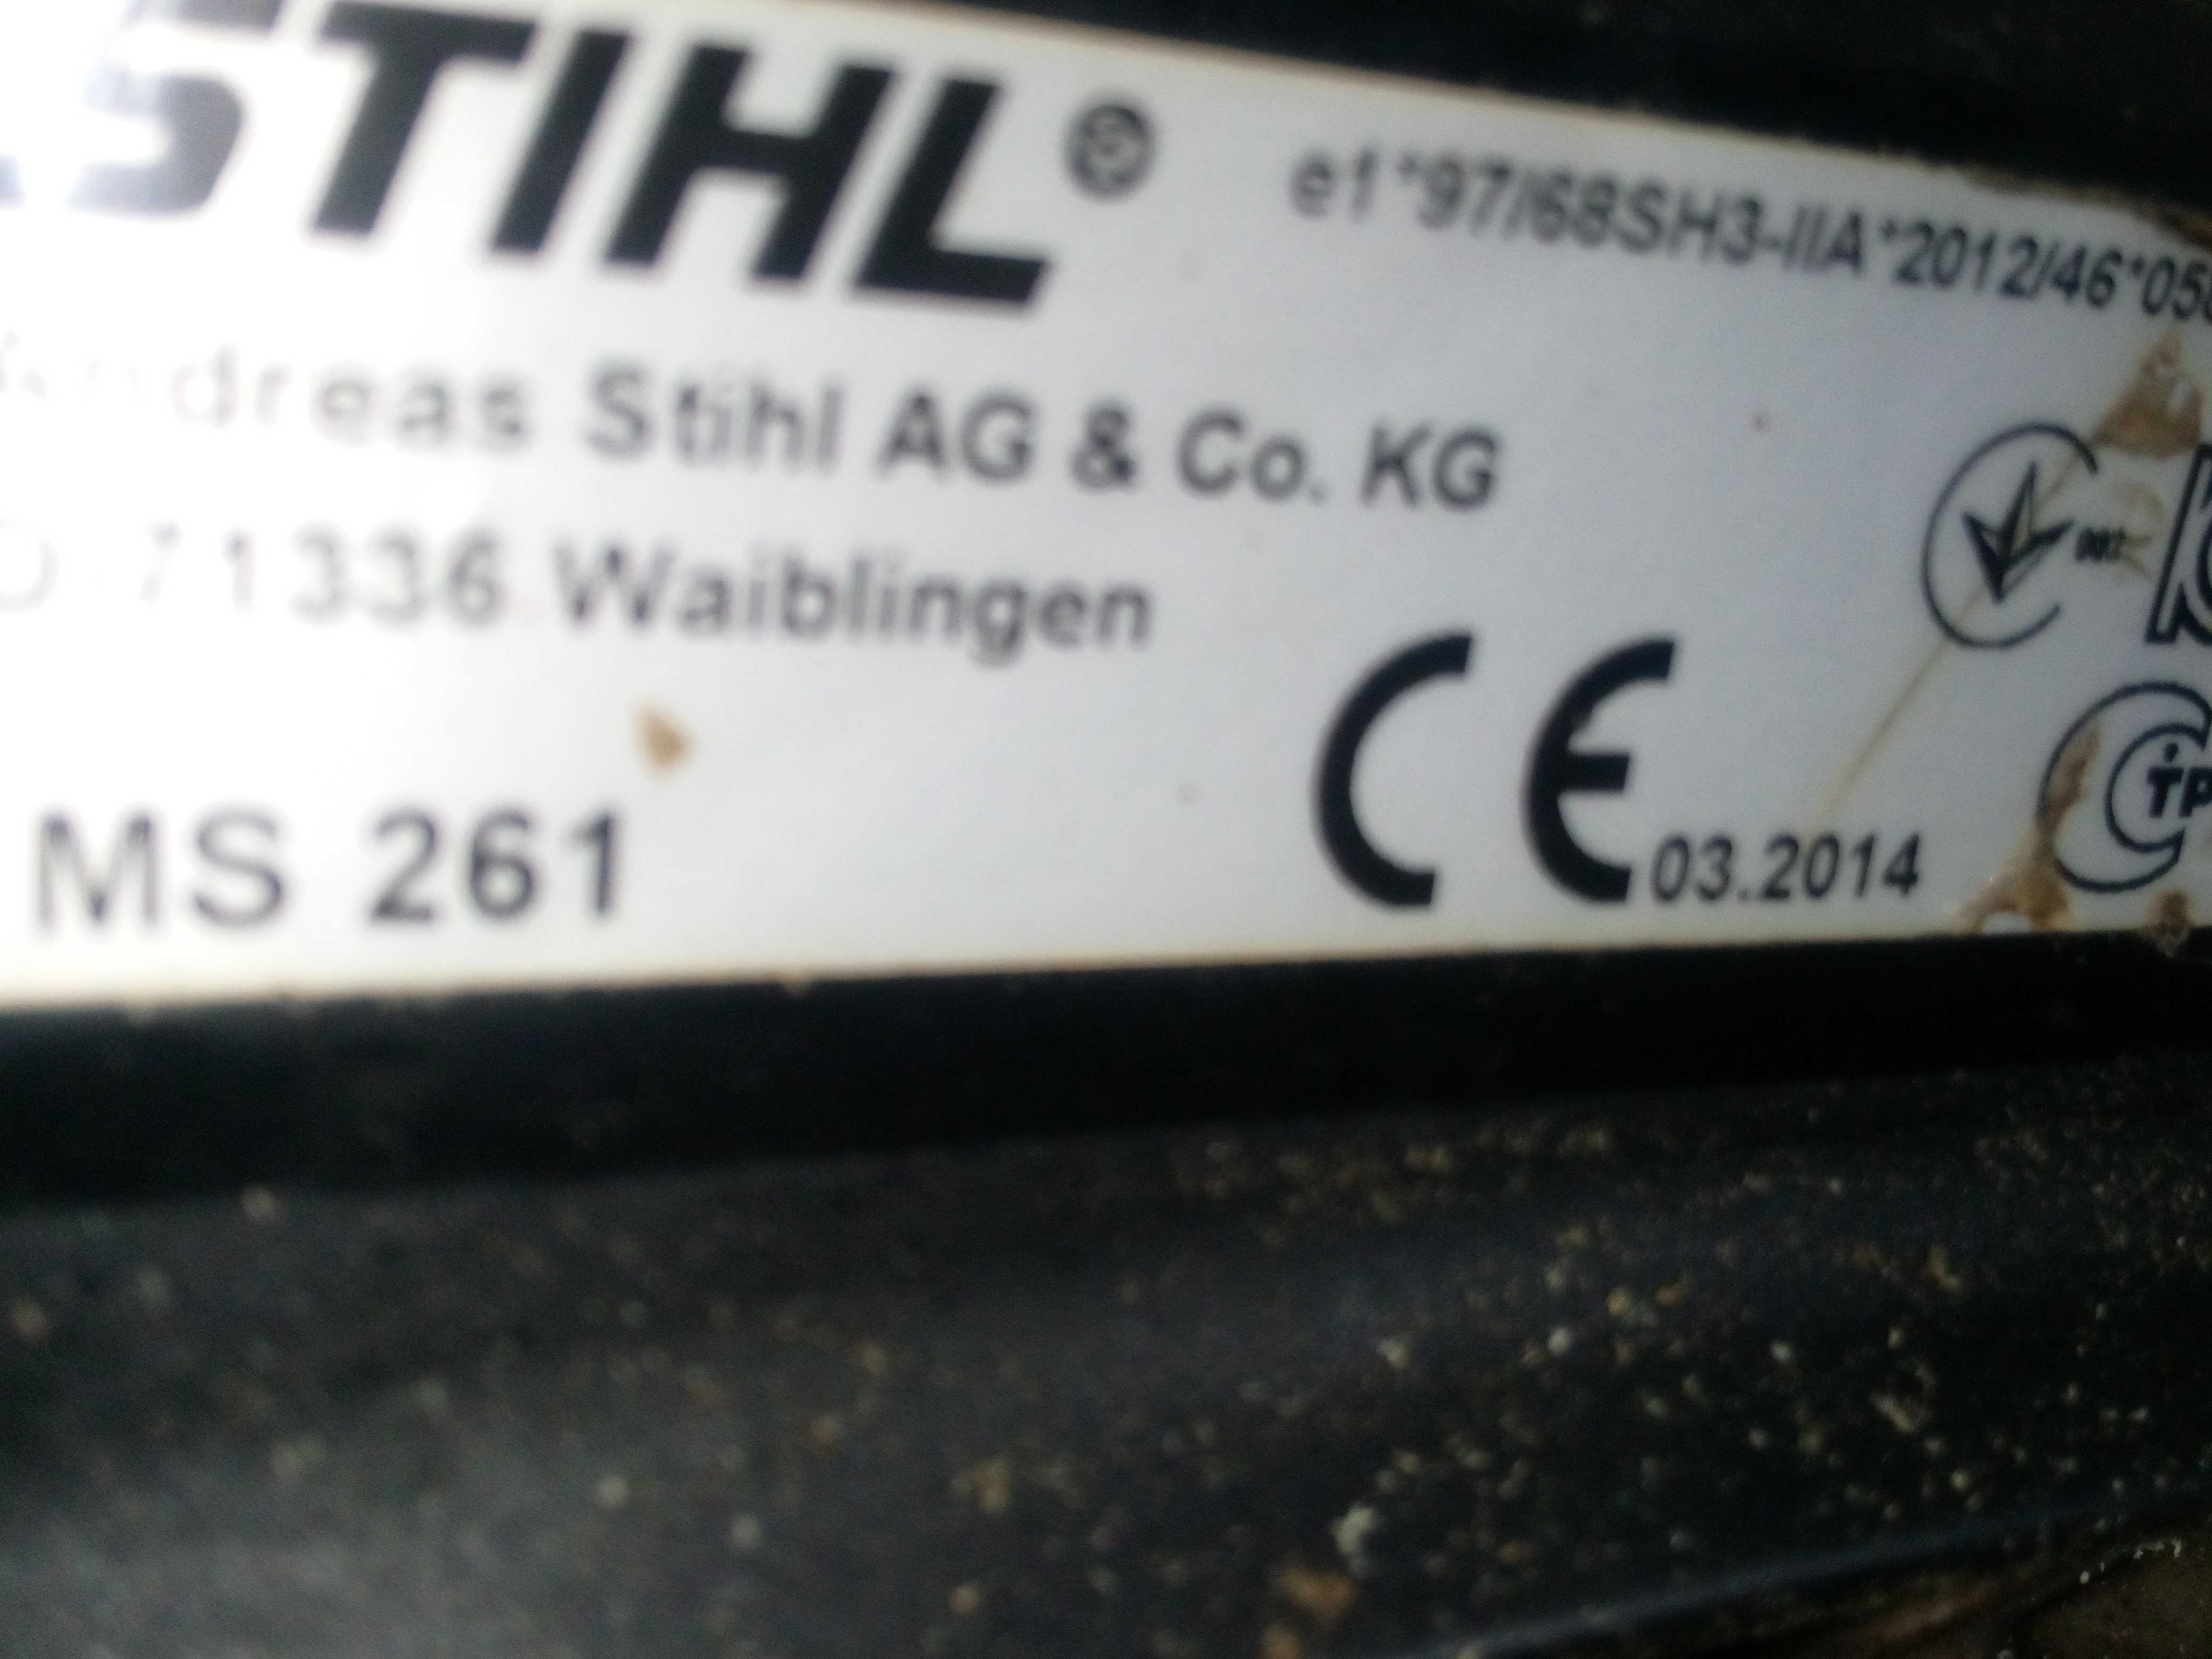 STIHL®
e1*97/68SH3-IIA*2012/46*05
Andreas Stihl AG & Co. KG
D-71336 Waiblingen
MS 261
CE 03.2014